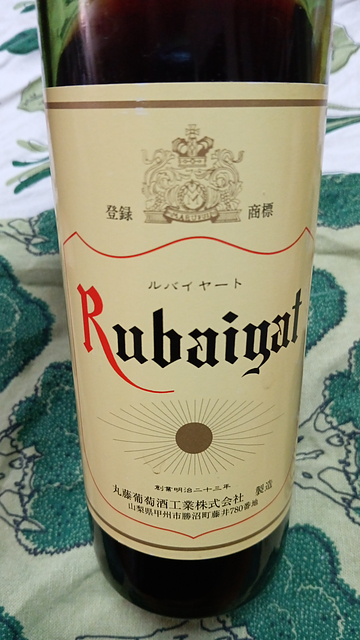 登録 商標
ルバイヤート
Rubaiyat
創業明治二十三年
丸藤葡萄酒工業株式会社 製造
山梨県甲州市勝沼町藤井780番地